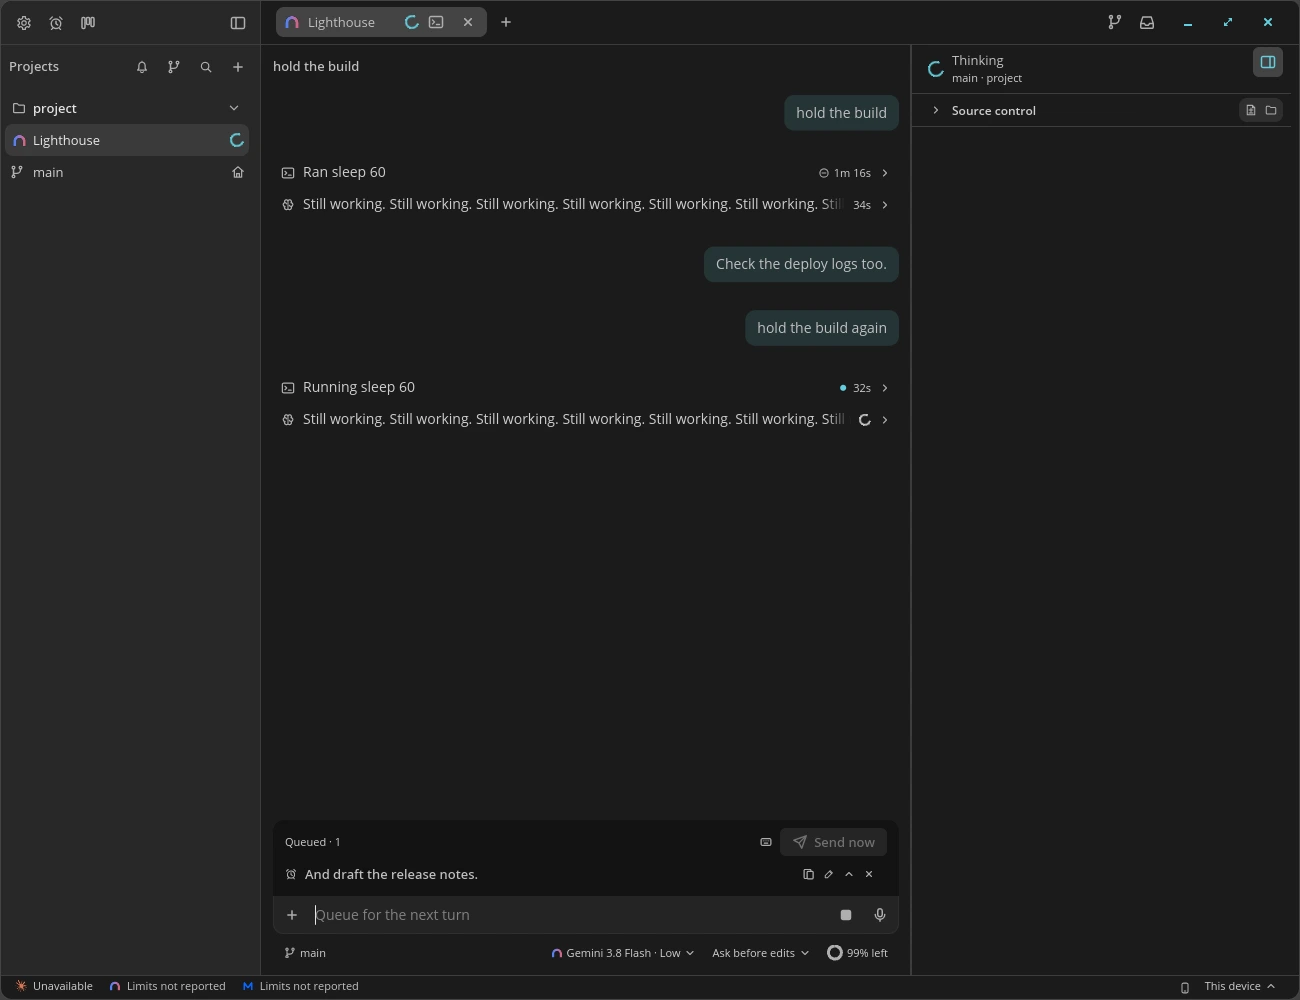 Lighthouse
Projects
project
Lighthouse
main
hold the build
hold the build
Ran sleep 60
1m 16s
Still working. Still working. Still working. Still working. Still working. Still working. Still
34s
Check the deploy logs too.
hold the build again
Running sleep 60
32s
Still working. Still working. Still working. Still working. Still working. Still working. Still
Queued · 1
Send now
And draft the release notes.
Queue for the next turn
main
Gemini 3.8 Flash · Low
Ask before edits
99% left
Thinking
main · project
Source control
Unavailable
Limits not reported
Limits not reported
This device